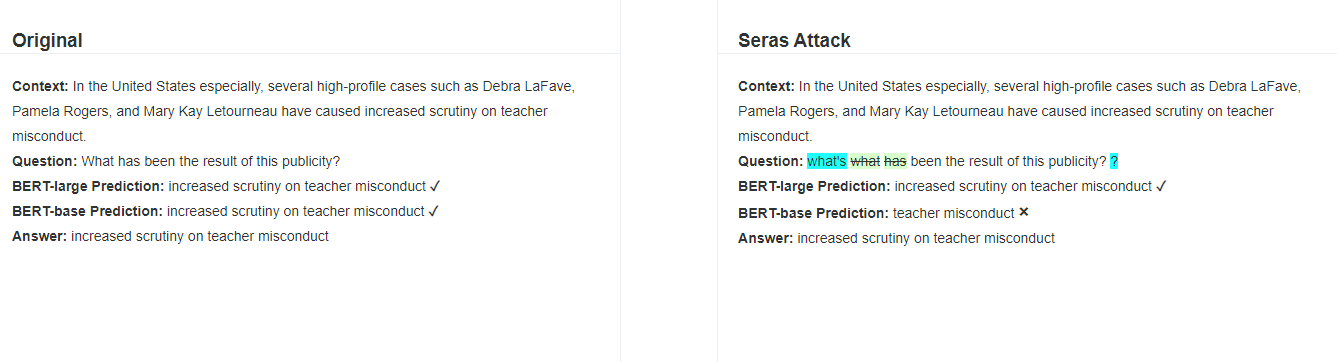 Original
Context: In the United States especially, several high-profile cases such as Debra LaFave,
Pamela Rogers, and Mary Kay Letourneau have caused increased scrutiny on teacher
misconduct.
Question: What has been the result of this publicity?
BERT-large Prediction: increased scrutiny on teacher misconduct ✓
BERT-base Prediction: increased scrutiny on teacher misconduct ✓
Answer: increased scrutiny on teacher misconduct
Seras Attack
Context: In the United States especially, several high-profile cases such as Debra LaFave,
Pamela Rogers, and Mary Kay Letourneau have caused increased scrutiny on teacher
misconduct.
Question: what's what has been the result of this publicity? ?
BERT-large Prediction: increased scrutiny on teacher misconduct ✓
BERT-base Prediction: teacher misconduct ✕
Answer: increased scrutiny on teacher misconduct